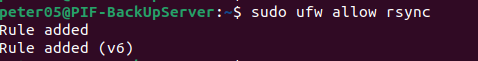 peter05@PIF-BackUpServer:~$ sudo ufw allow rsync
Rule added
Rule added (v6)